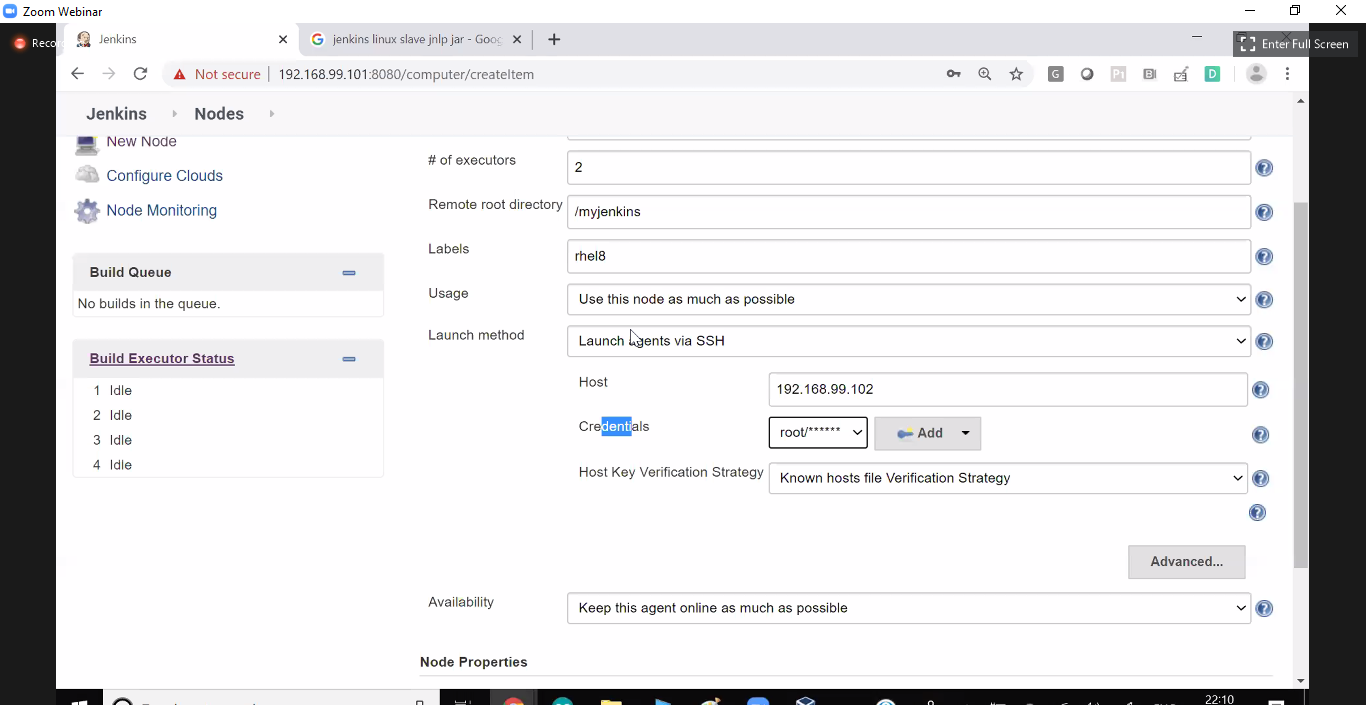 Zoom Webinar
Jenkins
jenkins linux slave jnlp jar - Goog
Enter Full Screen
Not secure
192.168.99.101:8080/computer/createItem
Jenkins
Nodes
New Node
Configure Clouds
Node Monitoring
Build Queue
No builds in the queue.
Build Executor Status
1 Idle
2 Idle
3 Idle
4 Idle
# of executors
2
Remote root directory
/myjenkins
Labels
rhel8
Usage
Use this node as much as possible
Launch method
Launch agents via SSH
Host
192.168.99.102
Credentials
root/******
Add
Host Key Verification Strategy
Known hosts file Verification Strategy
Advanced...
Availability
Keep this agent online as much as possible
Node Properties
22:10